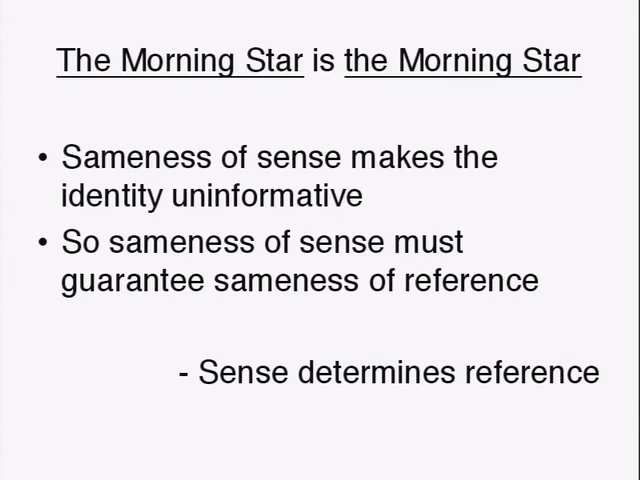 The Morning Star is the Morning Star
• Sameness of sense makes the
identity uninformative
• So sameness of sense must
guarantee sameness of reference
- Sense determines reference